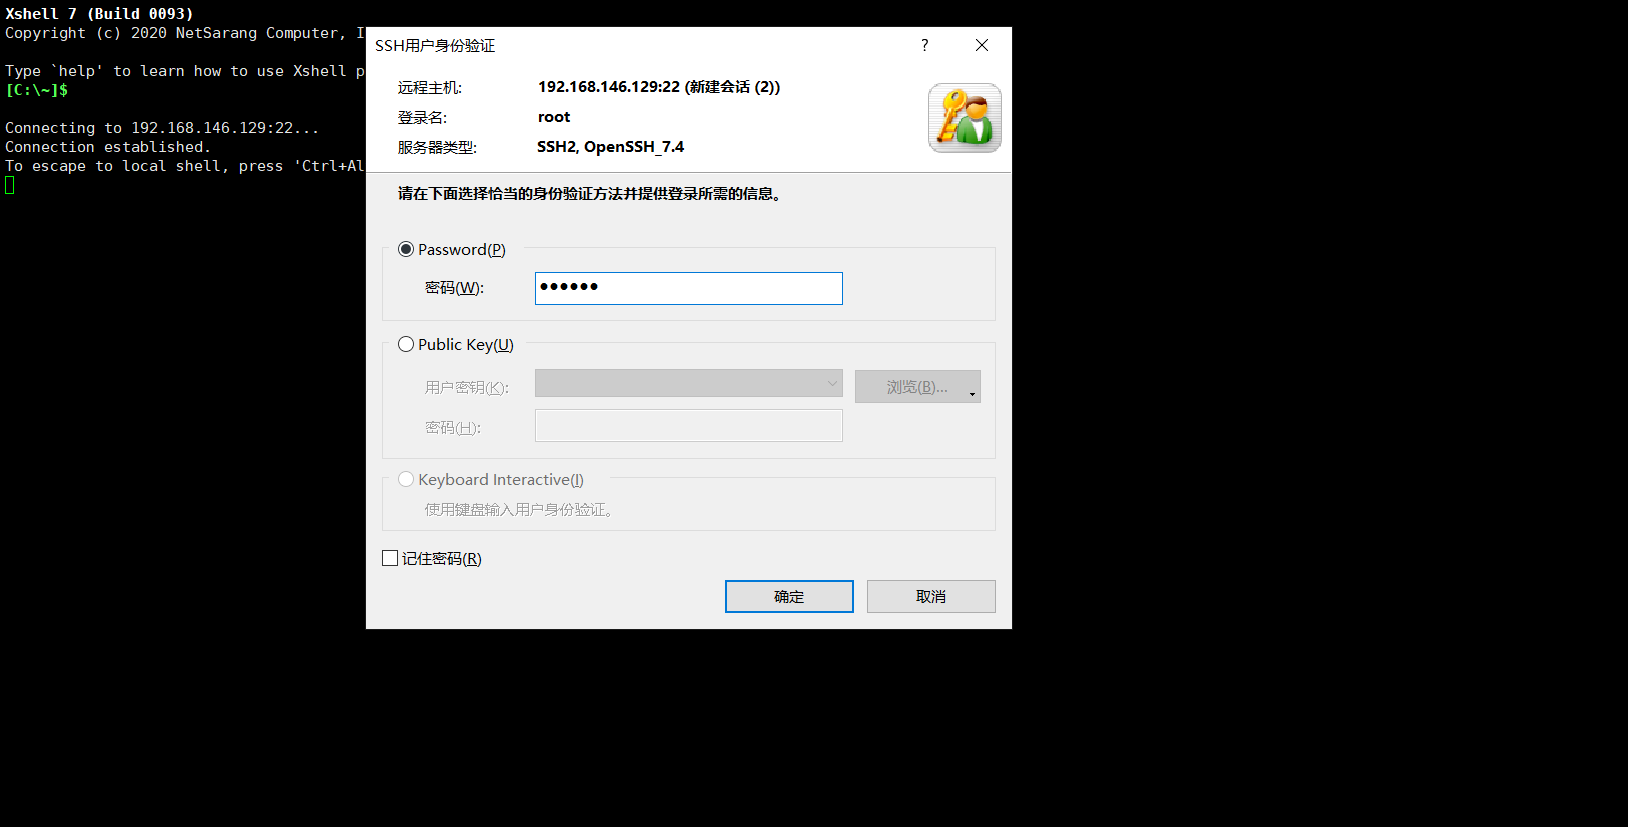 Xshell 7 (Build 0093)
Copyright (c) 2020 NetSarang Computer, I
Type `help' to learn how to use Xshell p
[C:\~]$
Connecting to 192.168.146.129:22...
Connection established.
To escape to local shell, press 'Ctrl+Al
SSH用户身份验证
远程主机: 192.168.146.129:22 (新建会话 (2))
登录名: root
服务器类型: SSH2, OpenSSH_7.4
请在下面选择恰当的身份验证方法并提供登录所需的信息。
Password(P)
密码(W): ●●●●●●
Public Key(U)
用户密钥(K): 浏览(B)...
密码(H):
Keyboard Interactive(I)
使用键盘输入用户身份验证。
记住密码(R)
确定 取消